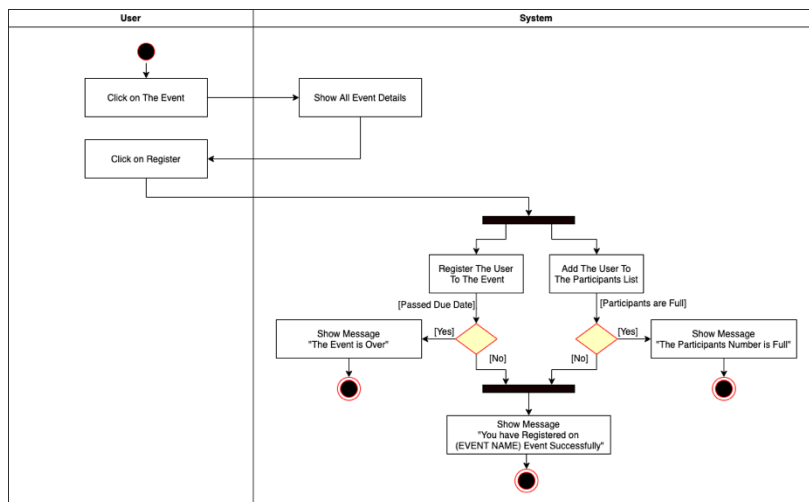 User
System
Click on The Event
Show All Event Details
Click on Register
Register The User
To The Event
Add The User To
The Participants List
[Passed Due Date]
[Participants are Full]
Show Message
"The Event is Over"
[Yes]
[Yes]
Show Message
"The Participants Number is Full"
[No]
[No]
Show Message
"You have Registered on
(EVENT NAME) Event Successfully"